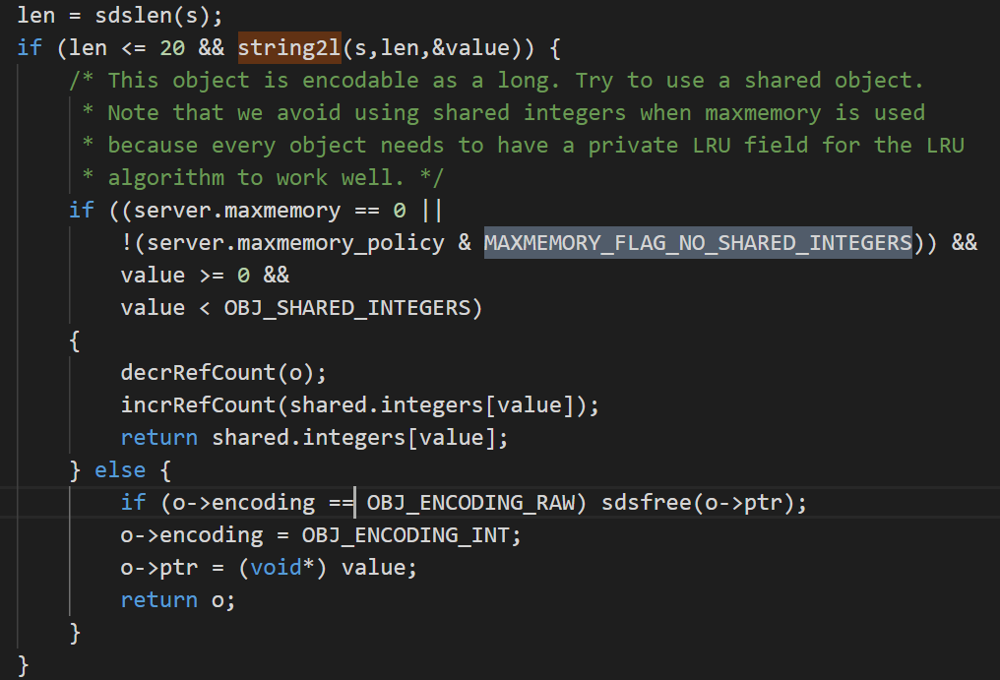 len = sdslen(s);
if (len <= 20 && string2l(s,len,&value)) {
/* This object is encodable as a long. Try to use a shared object.
* Note that we avoid using shared integers when maxmemory is used
* because every object needs to have a private LRU field for the LRU
* algorithm to work well. */
if ((server.maxmemory == 0 ||
!(server.maxmemory_policy & MAXMEMORY_FLAG_NO_SHARED_INTEGERS)) &&
value >= 0 &&
value < OBJ_SHARED_INTEGERS)
{
decrRefCount(o);
incrRefCount(shared.integers[value]);
return shared.integers[value];
} else {
if (o->encoding == OBJ_ENCODING_RAW) sdsfree(o->ptr);
o->encoding = OBJ_ENCODING_INT;
o->ptr = (void*) value;
return o;
}
}